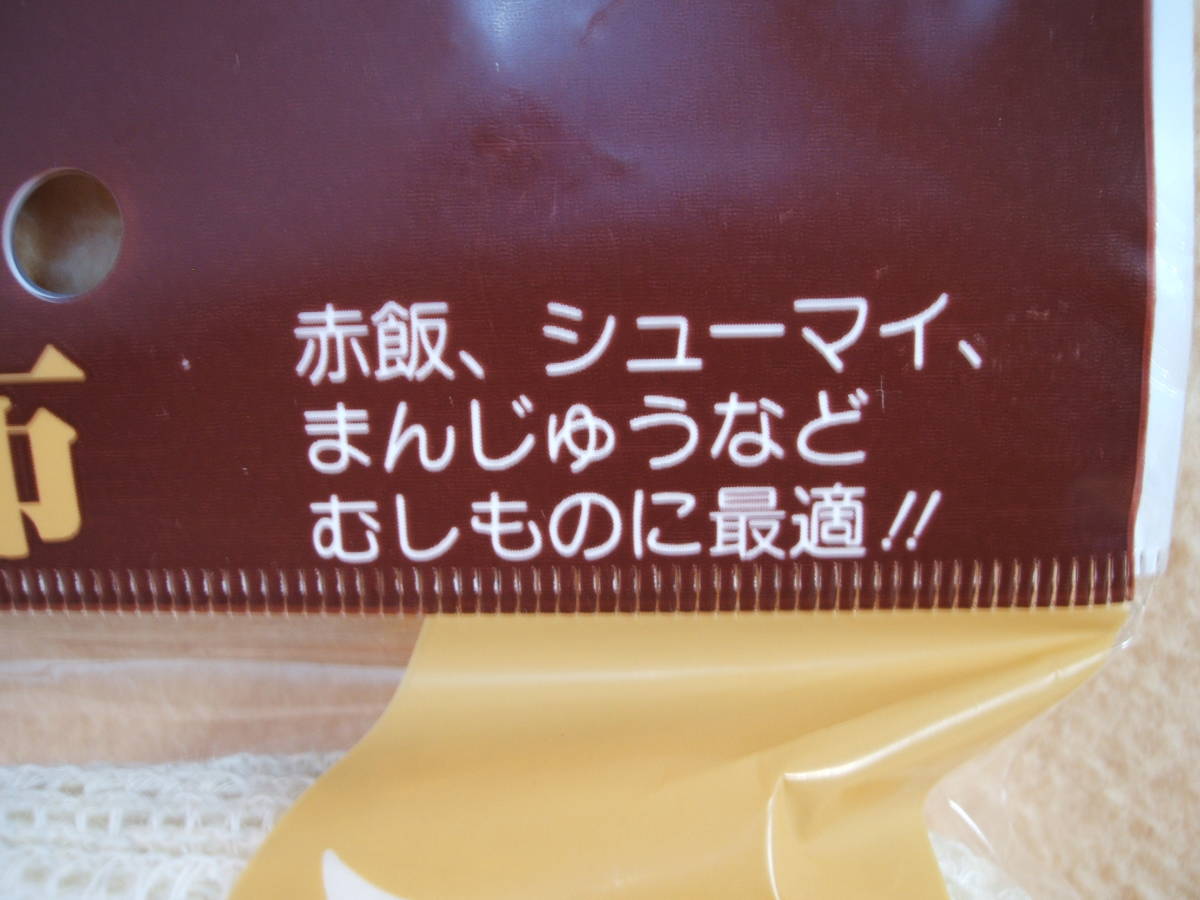 赤飯、シューマイ、
まんじゅうなど
むしものに最適!!